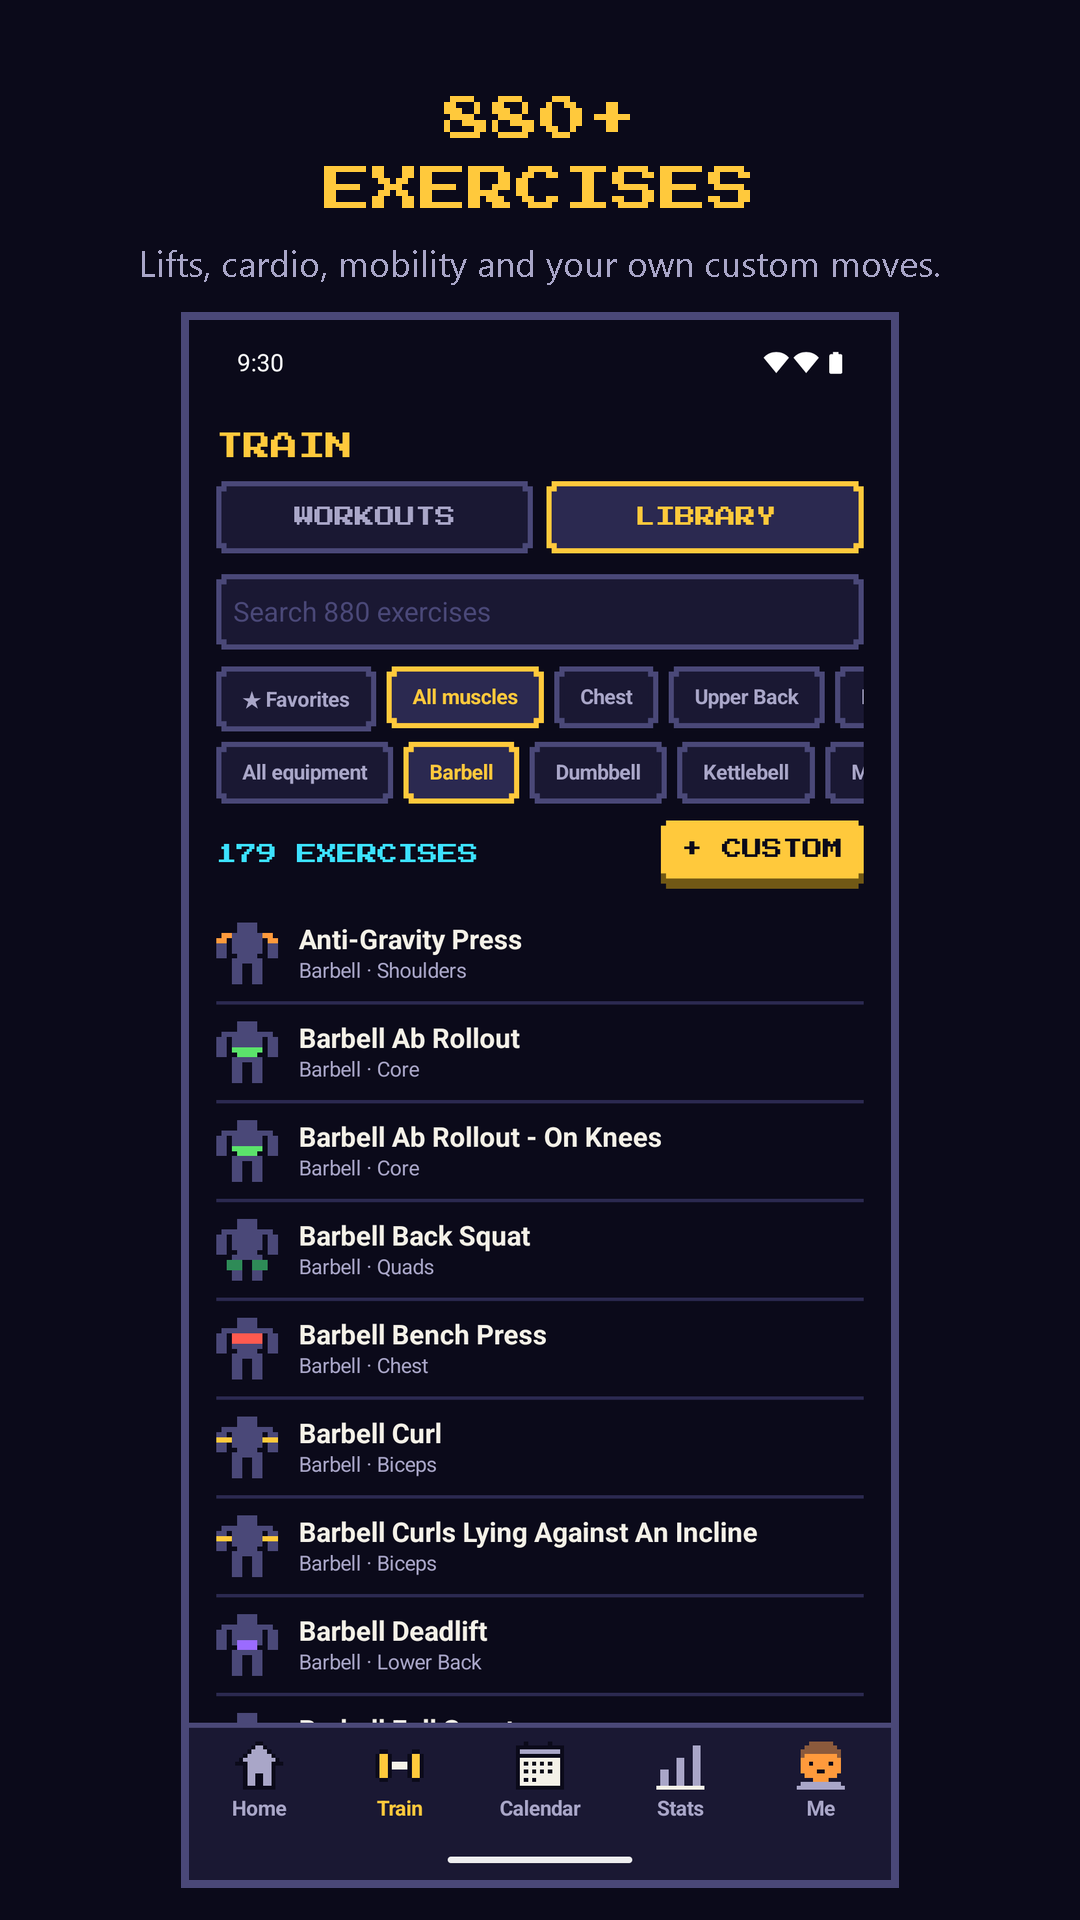 880+
EXERCISES
Lifts, cardio, mobility and your own custom moves.
9:30
TRAIN
WORKOUTS LIBRARY
Search 880 exercises
★ Favorites All muscles Chest Upper Back
All equipment Barbell Dumbbell Kettlebell
179 EXERCISES + CUSTOM
Anti-Gravity Press
Barbell · Shoulders
Barbell Ab Rollout
Barbell · Core
Barbell Ab Rollout - On Knees
Barbell · Core
Barbell Back Squat
Barbell · Quads
Barbell Bench Press
Barbell · Chest
Barbell Curl
Barbell · Biceps
Barbell Curls Lying Against An Incline
Barbell · Biceps
Barbell Deadlift
Barbell · Lower Back
Home Train Calendar Stats Me